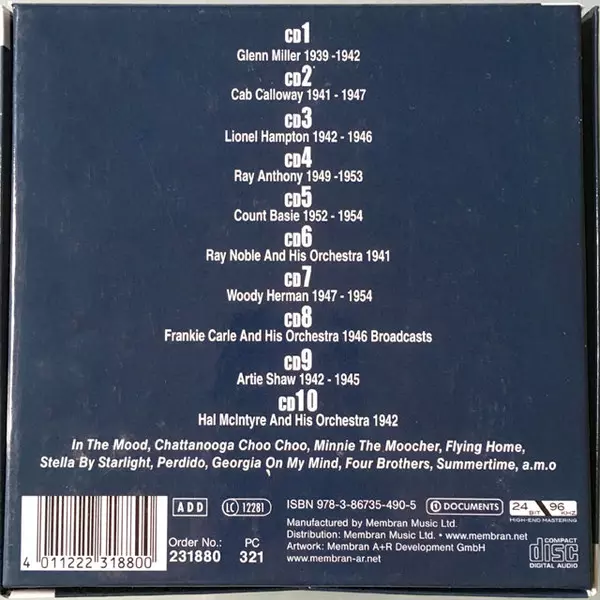 CD1
Glenn Miller 1939 -1942
CD2
Cab Calloway 1941 - 1947
CD3
Lionel Hampton 1942 - 1946
CD4
Ray Anthony 1949 -1953
CD5
Count Basie 1952 - 1954
CD6
Ray Noble And His Orchestra 1941
CD7
Woody Herman 1947 - 1954
CD8
Frankie Carle And His Orchestra 1946 Broadcasts
CD9
Artie Shaw 1942 - 1945
CD10
Hal McIntyre And His Orchestra 1942
In The Mood, Chattanooga Choo Choo, Minnie The Moocher, Flying Home,
Stella By Starlight, Perdido, Georgia On My Mind, Four Brothers, Summertime, a.m.o
4 011222 318800
ADD
LC 12281
Order No.: PC
231880 321
ISBN 978-3-86735-490-5
DOCUMENTS
24 BIT 96 KHZ
HIGH-END MASTERING
Manufactured by Membran Music Ltd.
Distribution: Membran Music Ltd.
Artwork: Membran A+R Development GmbH
www.membran-ar.net
COMPACT
disc
DIGITAL AUDIO